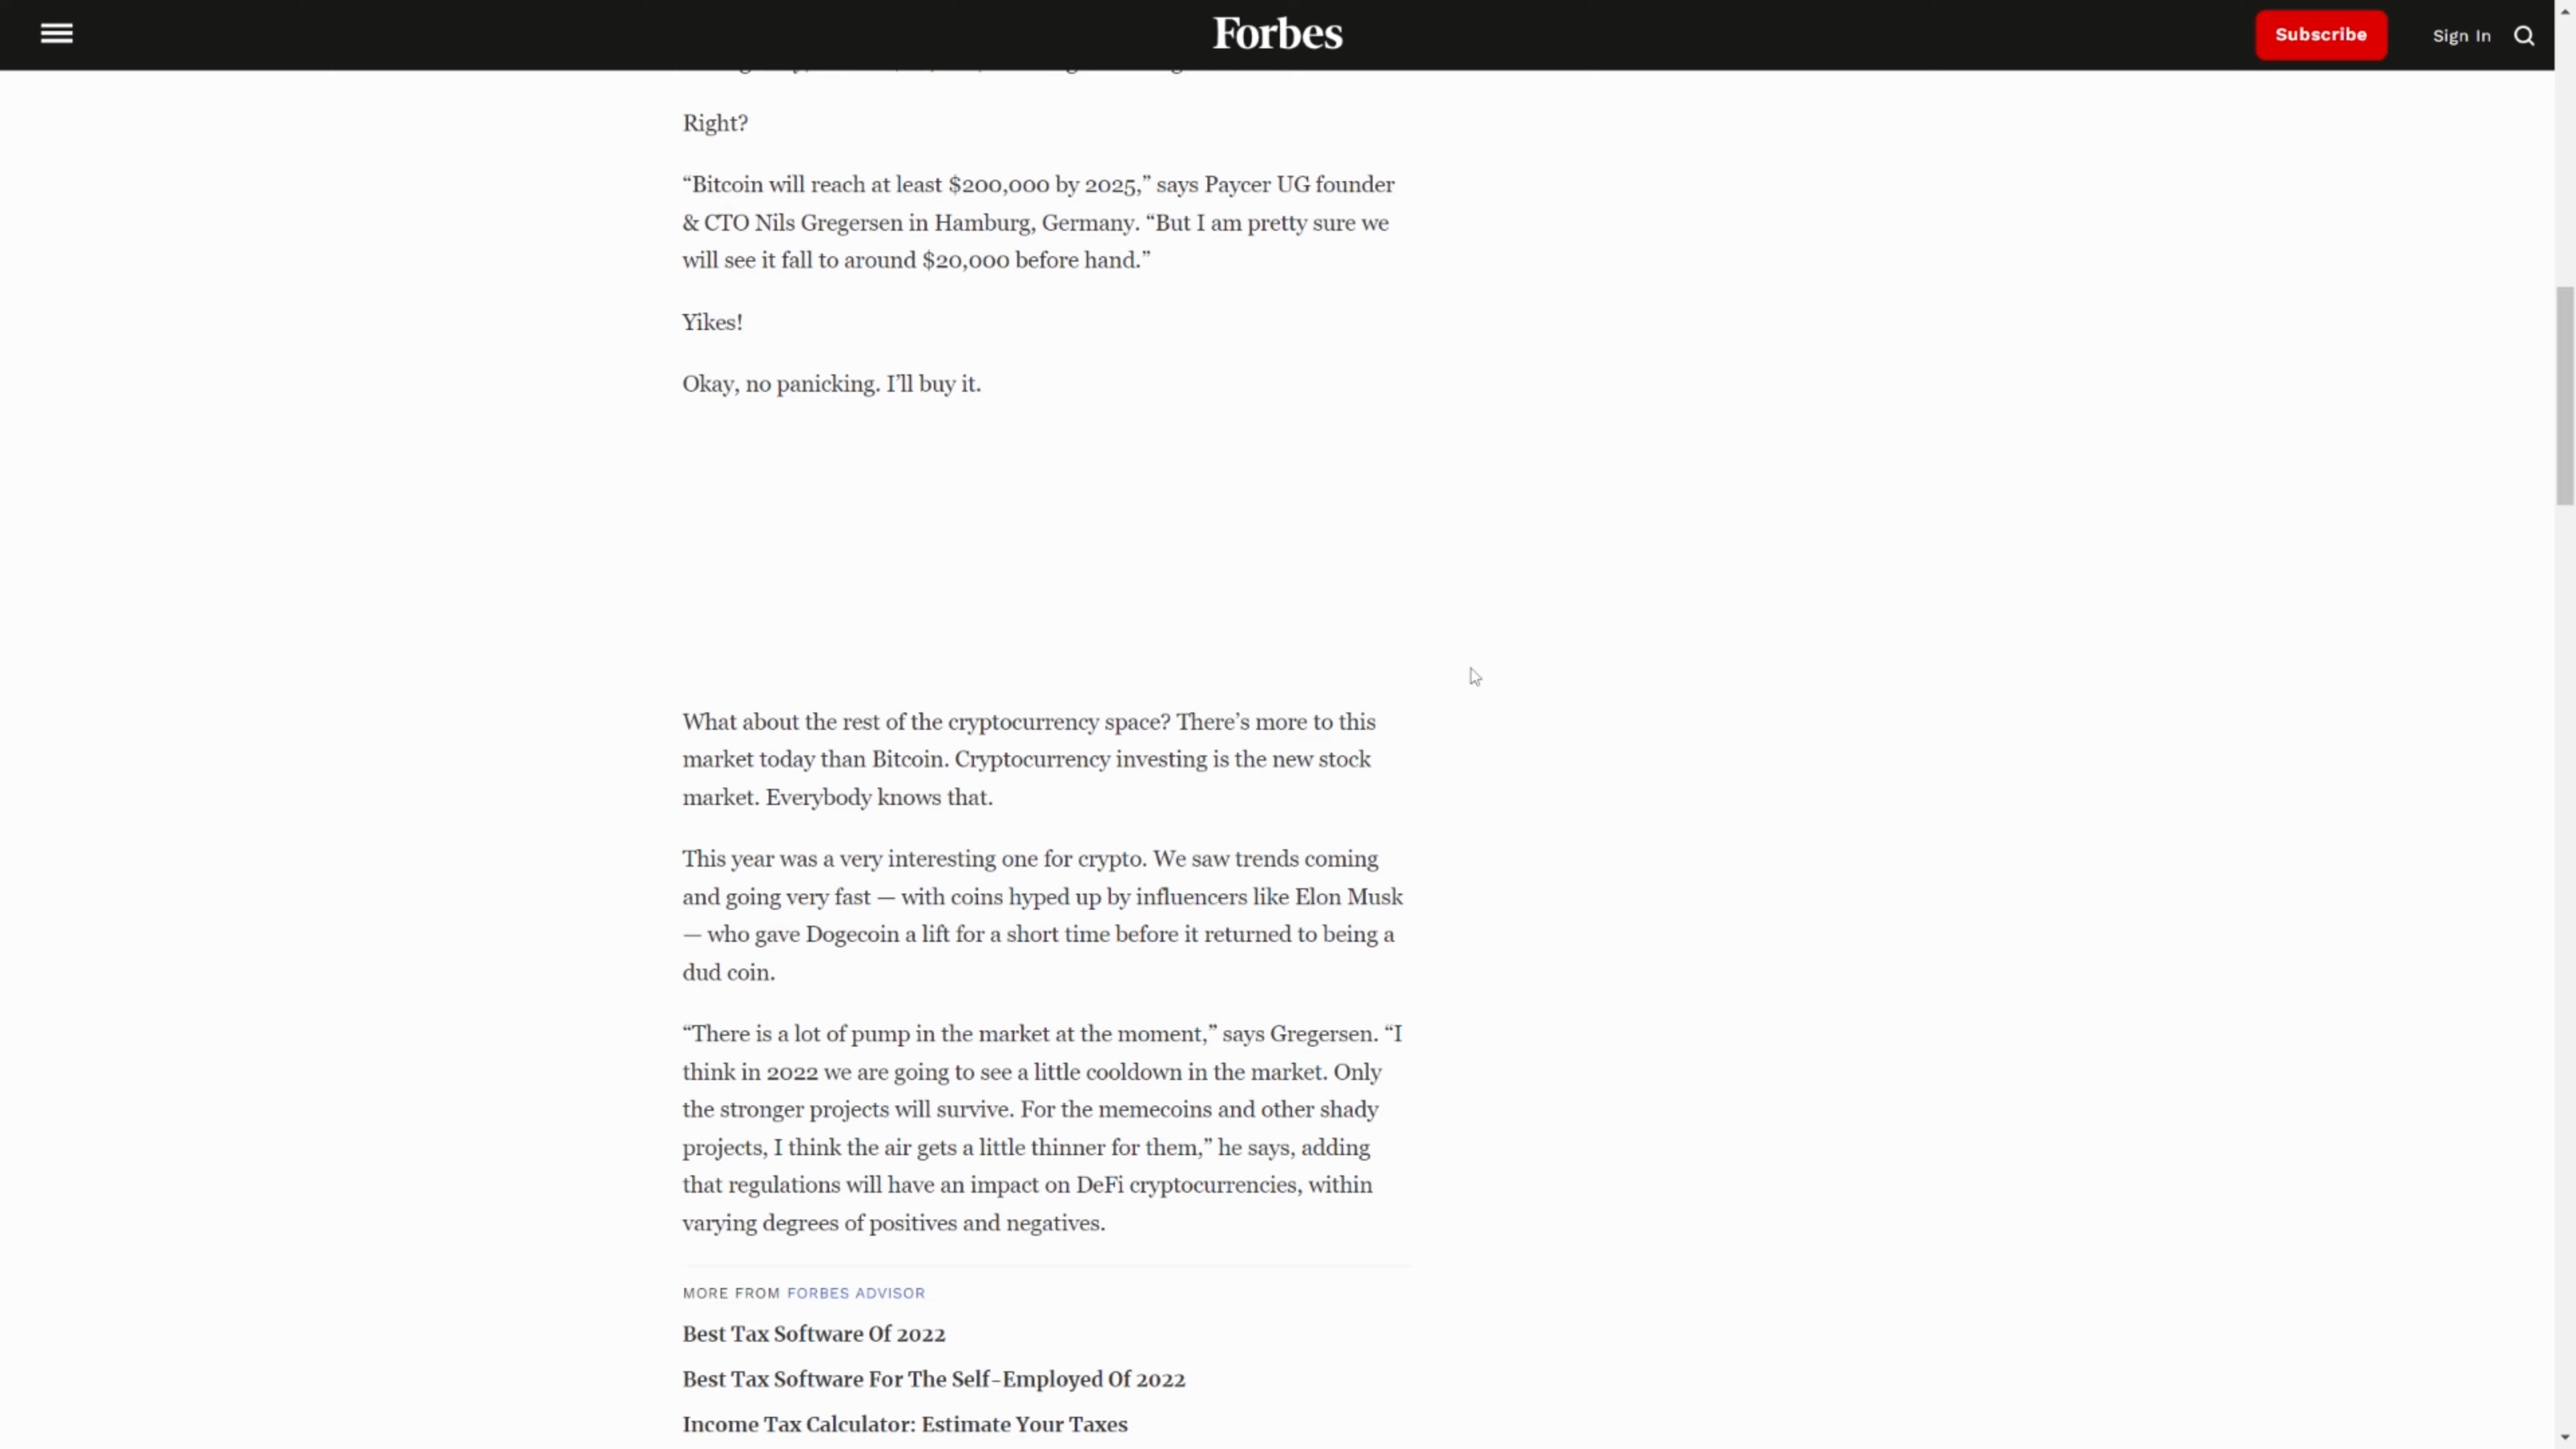 Forbes
Subscribe
Sign In
Right?
“Bitcoin will reach at least $200,000 by 2025,” says Paycer UG founder
& CTO Nils Gregersen in Hamburg, Germany. “But I am pretty sure we
will see it fall to around $20,000 before hand.”
Yikes!
Okay, no panicking. I’ll buy it.
What about the rest of the cryptocurrency space? There’s more to this
market today than Bitcoin. Cryptocurrency investing is the new stock
market. Everybody knows that.
This year was a very interesting one for crypto. We saw trends coming
and going very fast — with coins hyped up by influencers like Elon Musk
— who gave Dogecoin a lift for a short time before it returned to being a
dud coin.
“There is a lot of pump in the market at the moment,” says Gregersen. “I
think in 2022 we are going to see a little cooldown in the market. Only
the stronger projects will survive. For the memecoins and other shady
projects, I think the air gets a little thinner for them,” he says, adding
that regulations will have an impact on DeFi cryptocurrencies, within
varying degrees of positives and negatives.
MORE FROM FORBES ADVISOR
Best Tax Software Of 2022
Best Tax Software For The Self-Employed Of 2022
Income Tax Calculator: Estimate Your Taxes